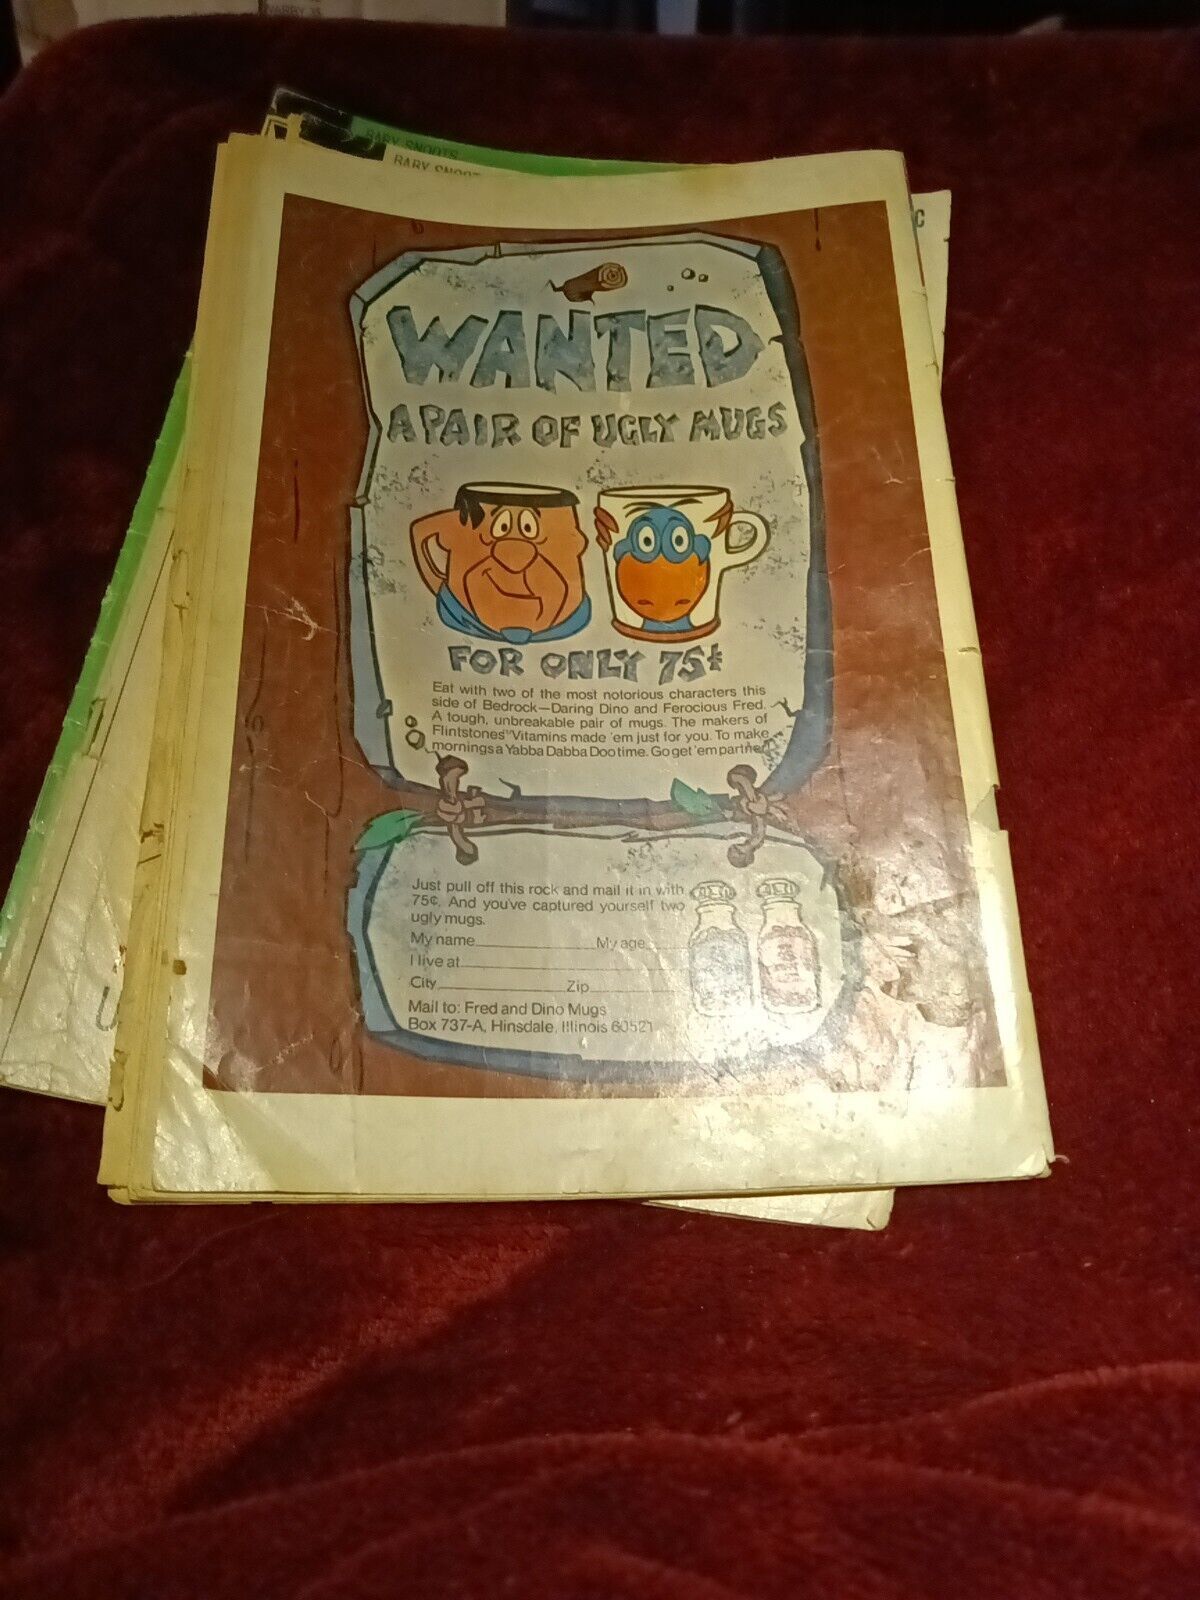 BABY SNOOTS
BABY SNOOT
C
WANTED
A PAIR OF UGLY MUGS
FOR ONLY 75¢
Eat with two of the most notorious characters this
side of Bedrock—Daring Dino and Ferocious Fred.
A tough, unbreakable pair of mugs. The makers of
Flintstones™ Vitamins made 'em just for you. To make
mornings a Yabba Dabba Doo time. Go get 'em partner.
Just pull off this rock and mail it in with
75¢. And you've captured yourself two
ugly mugs.
My name My age
I live at
City Zip
Mail to: Fred and Dino Mugs
Box 737-A, Hinsdale, Illinois 60521